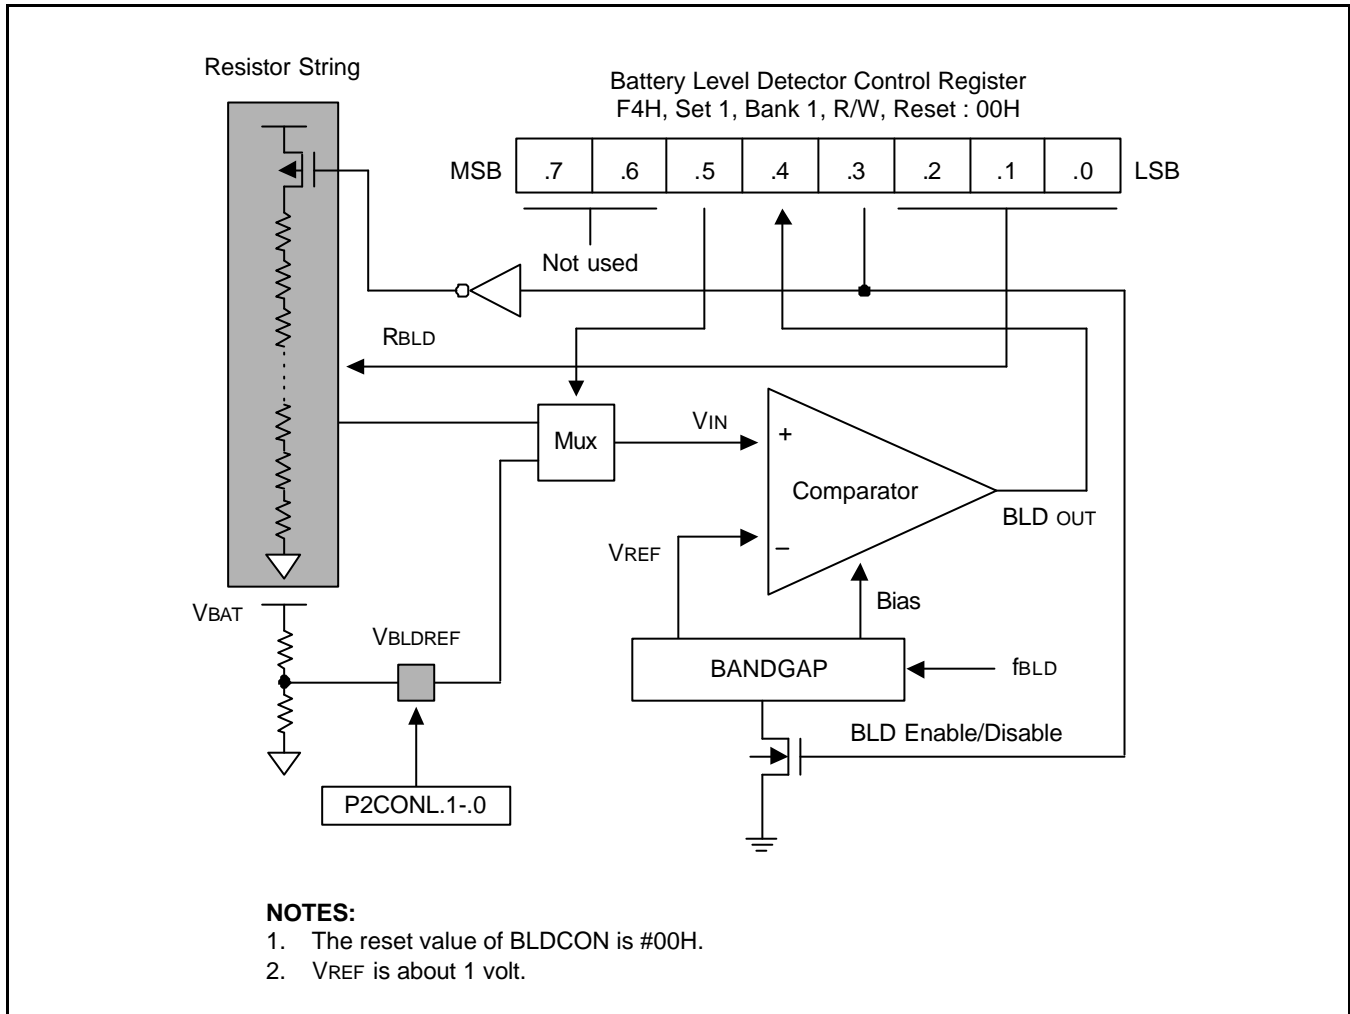 Resistor String
Battery Level Detector Control Register
F4H, Set 1, Bank 1, R/W, Reset : 00H
MSB .7 .6 .5 .4 .3 .2 .1 .0 LSB
Not used
RBLD
Mux
VIN
+
Comparator
−
BLD OUT
VREF
Bias
VBAT
VBLDREF
BANDGAP
fBLD
BLD Enable/Disable
P2CONL.1-.0
NOTES:
1. The reset value of BLDCON is #00H.
2. VREF is about 1 volt.